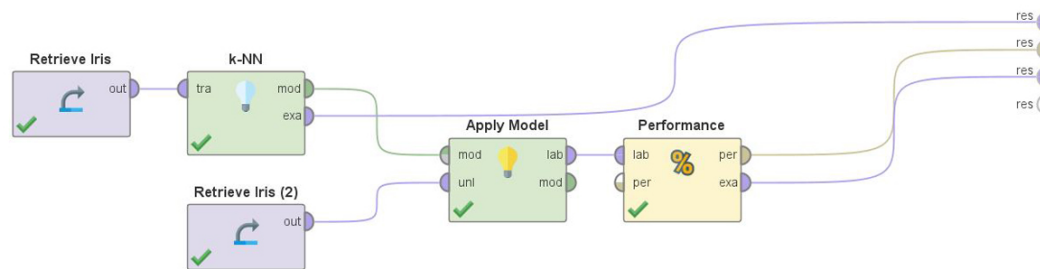 res
res
res
res
Retrieve Iris
out
k-NN
tra
mod
exa
Apply Model
mod
lab
unl
mod
Performance
lab
%
per
per
exa
Retrieve Iris (2)
out